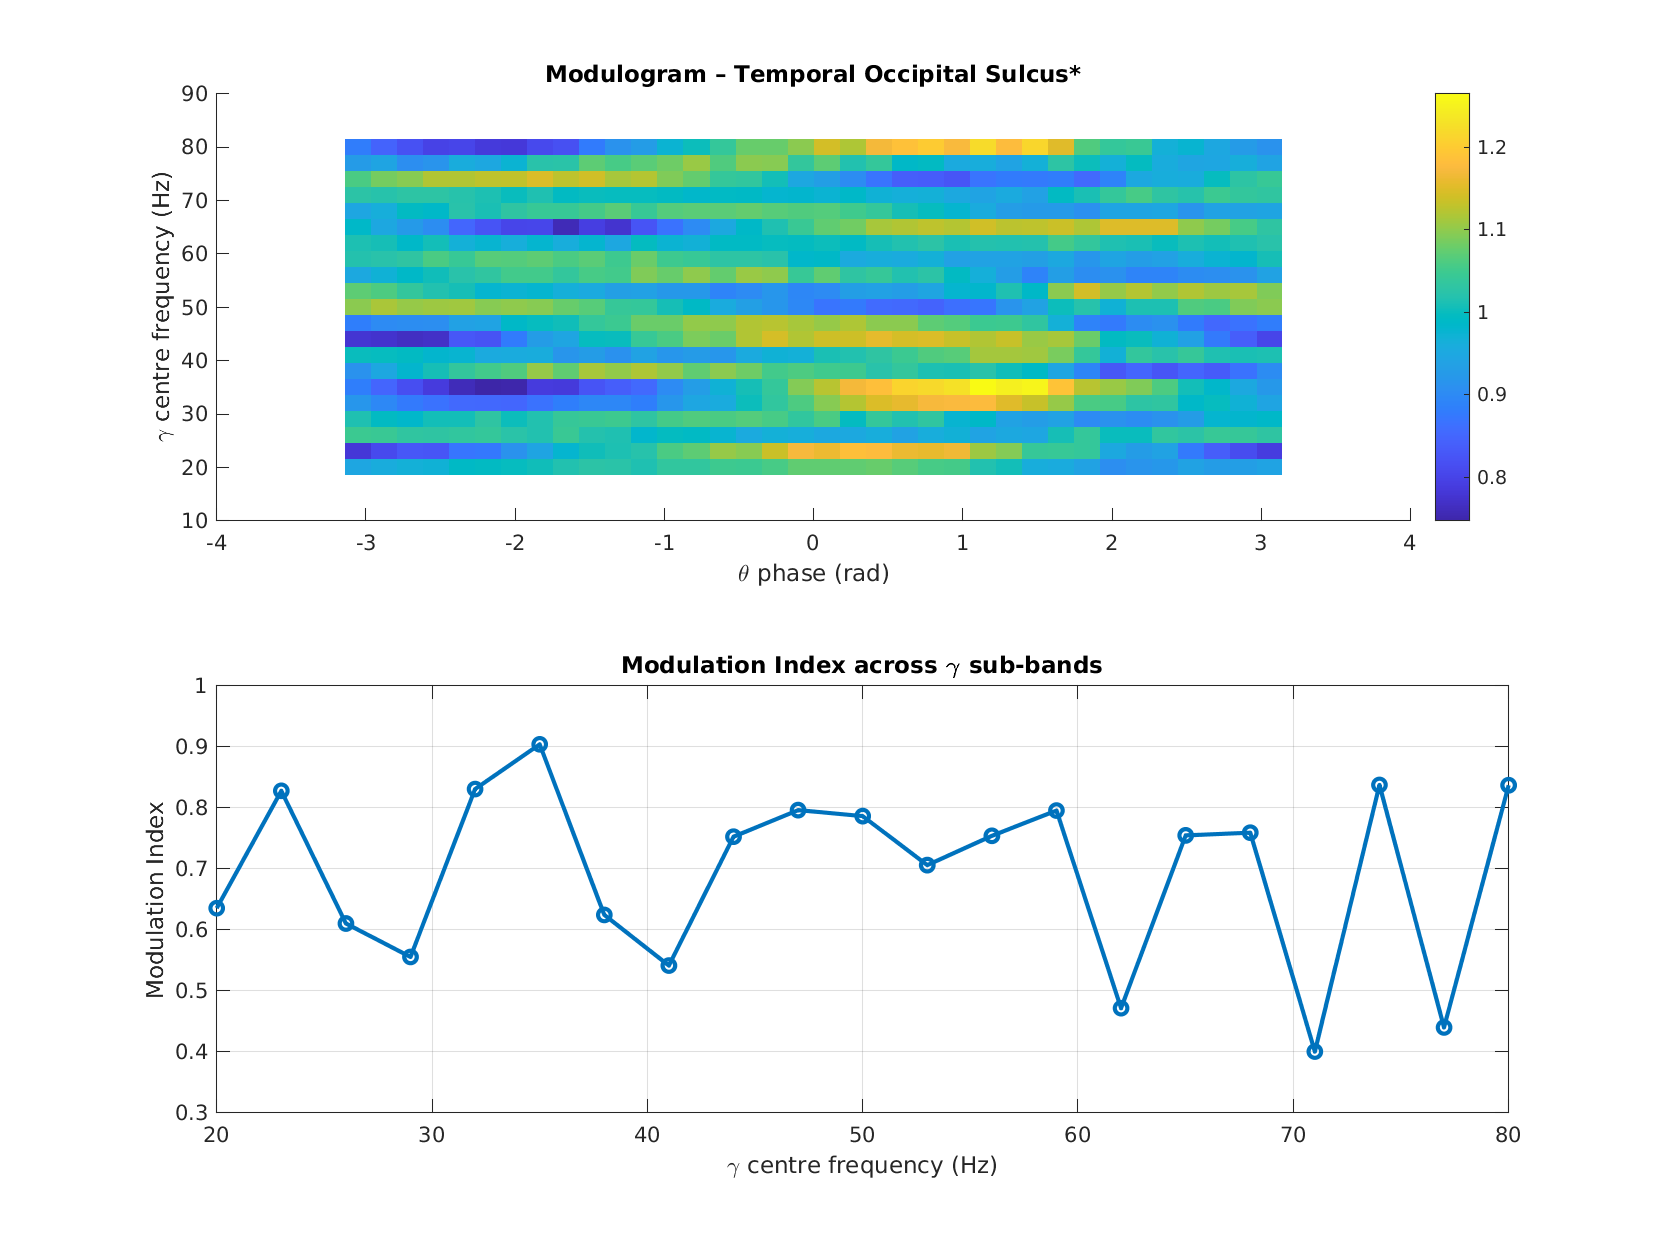 Modulogram – Temporal Occipital Sulcus*
90
80
70
60
50
40
30
20
10
γ centre frequency (Hz)
-4 -3 -2 -1 0 1 2 3 4
θ phase (rad)
1.2
1.1
1
0.9
0.8
Modulation Index across γ sub-bands
1
0.9
0.8
0.7
0.6
0.5
0.4
0.3
Modulation Index
20 30 40 50 60 70 80
γ centre frequency (Hz)